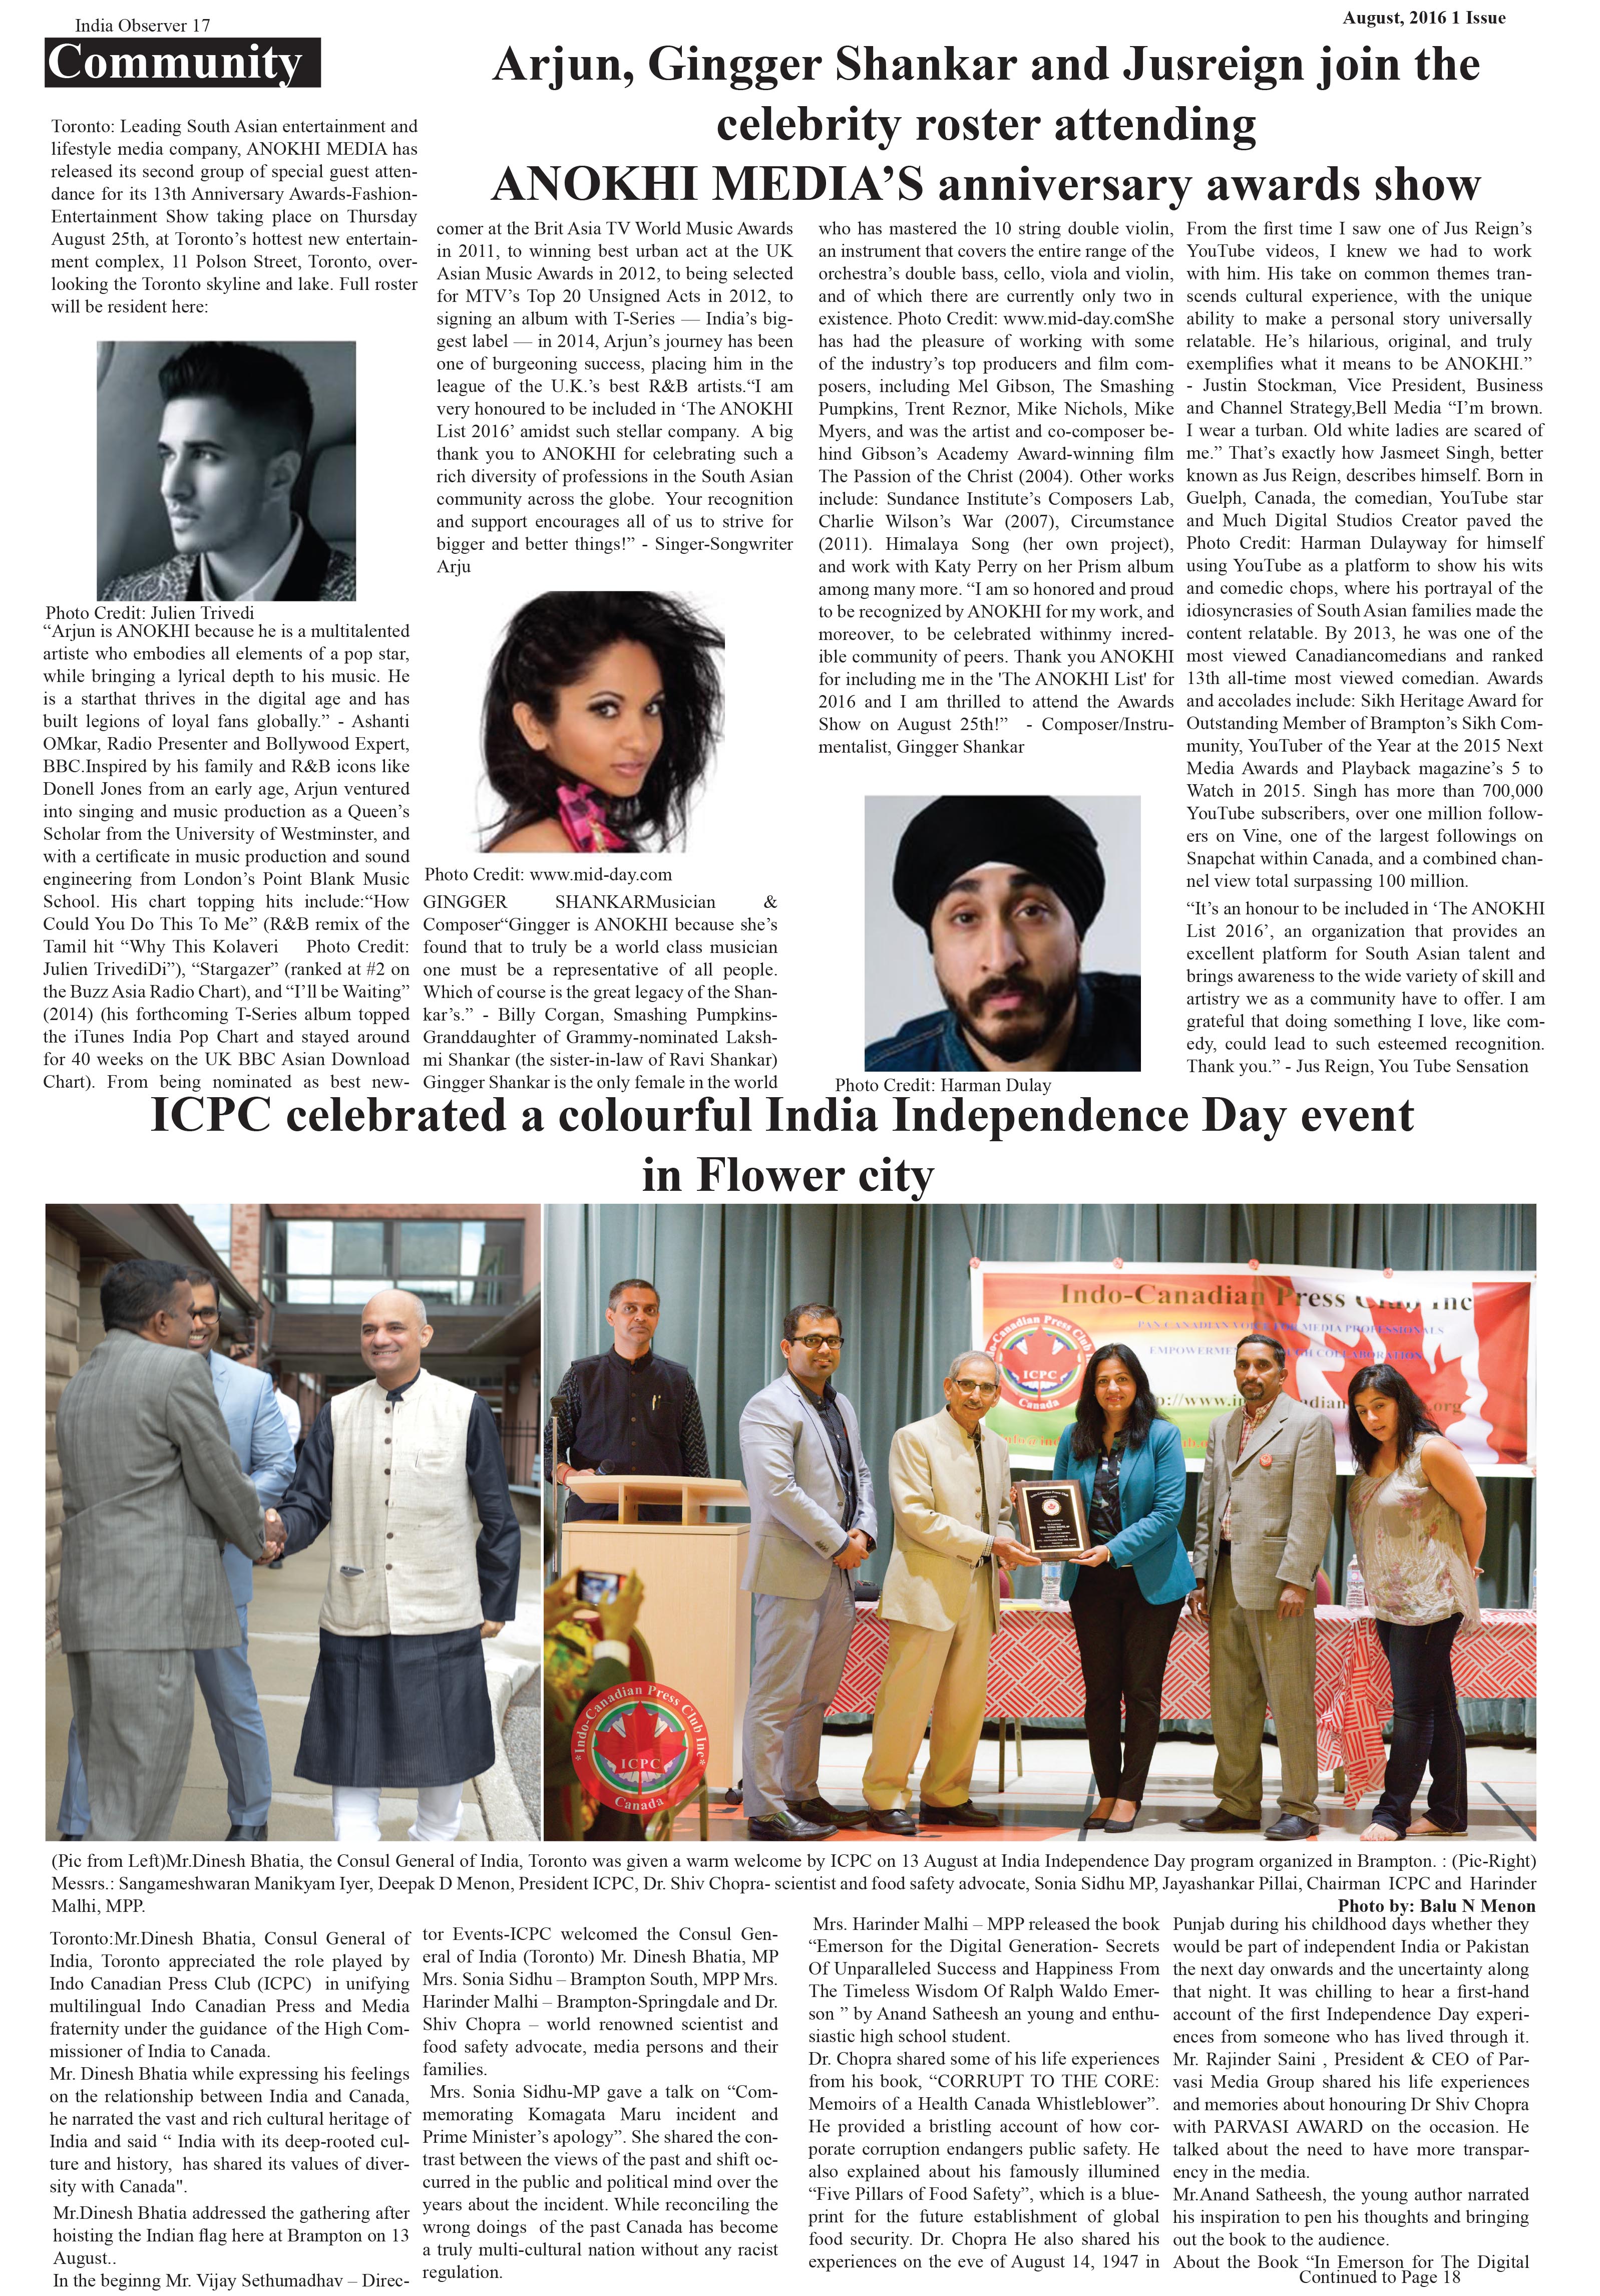 India Observer 17
August, 2016 1 Issue
Community
Arjun, Gingger Shankar and Jusreign join the
celebrity roster attending
ANOKHI MEDIA’S anniversary awards show
Toronto: Leading South Asian entertainment and
lifestyle media company, ANOKHI MEDIA has
released its second group of special guest atten-
dance for its 13th Anniversary Awards-Fashion-
Entertainment Show taking place on Thursday
August 25th, at Toronto’s hottest new entertain-
ment complex, 11 Polson Street, Toronto, over-
looking the Toronto skyline and lake. Full roster
will be resident here:
Photo Credit: Julien Trivedi
“Arjun is ANOKHI because he is a multitalented
artiste who embodies all elements of a pop star,
while bringing a lyrical depth to his music. He
is a starthat thrives in the digital age and has
built legions of loyal fans globally.” - Ashanti
OMkar, Radio Presenter and Bollywood Expert,
BBC.Inspired by his family and R&B icons like
Donell Jones from an early age, Arjun ventured
into singing and music production as a Queen’s
Scholar from the University of Westminster, and
with a certificate in music production and sound
engineering from London’s Point Blank Music
School. His chart topping hits include:“How
Could You Do This To Me” (R&B remix of the
Tamil hit “Why This Kolaveri Photo Credit:
Julien TrivediDi”), “Stargazer” (ranked at #2 on
the Buzz Asia Radio Chart), and “I’ll be Waiting”
(2014) (his forthcoming T-Series album topped
the iTunes India Pop Chart and stayed around
for 40 weeks on the UK BBC Asian Download
Chart). From being nominated as best new-
comer at the Brit Asia TV World Music Awards
in 2011, to winning best urban act at the UK
Asian Music Awards in 2012, to being selected
for MTV’s Top 20 Unsigned Acts in 2012, to
signing an album with T-Series — India’s big-
gest label — in 2014, Arjun’s journey has been
one of burgeoning success, placing him in the
league of the U.K.’s best R&B artists.“I am
very honoured to be included in ‘The ANOKHI
List 2016’ amidst such stellar company. A big
thank you to ANOKHI for celebrating such a
rich diversity of professions in the South Asian
community across the globe. Your recognition
and support encourages all of us to strive for
bigger and better things!” - Singer-Songwriter
Arju
Photo Credit: www.mid-day.com
GINGGER SHANKARMusician &
Composer“Gingger is ANOKHI because she’s
found that to truly be a world class musician
one must be a representative of all people.
Which of course is the great legacy of the Shan-
kar’s.” - Billy Corgan, Smashing Pumpkins-
Granddaughter of Grammy-nominated Laksh-
mi Shankar (the sister-in-law of Ravi Shankar)
Gingger Shankar is the only female in the world
who has mastered the 10 string double violin,
an instrument that covers the entire range of the
orchestra’s double bass, cello, viola and violin,
and of which there are currently only two in
existence. Photo Credit: www.mid-day.comShe
has had the pleasure of working with some
of the industry’s top producers and film com-
posers, including Mel Gibson, The Smashing
Pumpkins, Trent Reznor, Mike Nichols, Mike
Myers, and was the artist and co-composer be-
hind Gibson’s Academy Award-winning film
The Passion of the Christ (2004). Other works
include: Sundance Institute’s Composers Lab,
Charlie Wilson’s War (2007), Circumstance
(2011). Himalaya Song (her own project),
and work with Katy Perry on her Prism album
among many more. “I am so honored and proud
to be recognized by ANOKHI for my work, and
moreover, to be celebrated withinmy incred-
ible community of peers. Thank you ANOKHI
for including me in the 'The ANOKHI List' for
2016 and I am thrilled to attend the Awards
Show on August 25th!” - Composer/Instru-
mentalist, Gingger Shankar
Photo Credit: Harman Dulay
From the first time I saw one of Jus Reign’s
YouTube videos, I knew we had to work
with him. His take on common themes tran-
scends cultural experience, with the unique
ability to make a personal story universally
relatable. He’s hilarious, original, and truly
exemplifies what it means to be ANOKHI.”
- Justin Stockman, Vice President, Business
and Channel Strategy,Bell Media “I’m brown.
I wear a turban. Old white ladies are scared of
me.” That’s exactly how Jasmeet Singh, better
known as Jus Reign, describes himself. Born in
Guelph, Canada, the comedian, YouTube star
and Much Digital Studios Creator paved the
Photo Credit: Harman Dulayway for himself
using YouTube as a platform to show his wits
and comedic chops, where his portrayal of the
idiosyncrasies of South Asian families made the
content relatable. By 2013, he was one of the
most viewed Canadiancomedians and ranked
13th all-time most viewed comedian. Awards
and accolades include: Sikh Heritage Award for
Outstanding Member of Brampton’s Sikh Com-
munity, YouTuber of the Year at the 2015 Next
Media Awards and Playback magazine’s 5 to
Watch in 2015. Singh has more than 700,000
YouTube subscribers, over one million follow-
ers on Vine, one of the largest followings on
Snapchat within Canada, and a combined chan-
nel view total surpassing 100 million.
“It’s an honour to be included in ‘The ANOKHI
List 2016’, an organization that provides an
excellent platform for South Asian talent and
brings awareness to the wide variety of skill and
artistry we as a community have to offer. I am
grateful that doing something I love, like com-
edy, could lead to such esteemed recognition.
Thank you.” - Jus Reign, You Tube Sensation
ICPC celebrated a colourful India Independence Day event
in Flower city
Indo-Canadian Press Club Inc
PAN CANADIAN VOICE FOR MEDIA PROFESSIONALS
COLLABORATION
ICPC
Canada
*Indo-Canadian Press Club Inc*
ICPC
Canada
(Pic from Left)Mr.Dinesh Bhatia, the Consul General of India, Toronto was given a warm welcome by ICPC on 13 August at India Independence Day program organized in Brampton. : (Pic-Right)
Messrs.: Sangameshwaran Manikyam Iyer, Deepak D Menon, President ICPC, Dr. Shiv Chopra- scientist and food safety advocate, Sonia Sidhu MP, Jayashankar Pillai, Chairman ICPC and Harinder
Malhi, MPP.
Photo by: Balu N Menon
Toronto:Mr.Dinesh Bhatia, Consul General of
India, Toronto appreciated the role played by
Indo Canadian Press Club (ICPC) in unifying
multilingual Indo Canadian Press and Media
fraternity under the guidance of the High Com-
missioner of India to Canada.
Mr. Dinesh Bhatia while expressing his feelings
on the relationship between India and Canada,
he narrated the vast and rich cultural heritage of
India and said “ India with its deep-rooted cul-
ture and history, has shared its values of diver-
sity with Canada".
Mr.Dinesh Bhatia addressed the gathering after
hoisting the Indian flag here at Brampton on 13
August..
In the beginng Mr. Vijay Sethumadhav – Direc-
tor Events-ICPC welcomed the Consul Gen-
eral of India (Toronto) Mr. Dinesh Bhatia, MP
Mrs. Sonia Sidhu – Brampton South, MPP Mrs.
Harinder Malhi – Brampton-Springdale and Dr.
Shiv Chopra – world renowned scientist and
food safety advocate, media persons and their
families.
Mrs. Sonia Sidhu-MP gave a talk on “Com-
memorating Komagata Maru incident and
Prime Minister’s apology”. She shared the con-
trast between the views of the past and shift oc-
curred in the public and political mind over the
years about the incident. While reconciling the
wrong doings of the past Canada has become
a truly multi-cultural nation without any racist
regulation.
Mrs. Harinder Malhi – MPP released the book
“Emerson for the Digital Generation- Secrets
Of Unparalleled Success and Happiness From
The Timeless Wisdom Of Ralph Waldo Emer-
son ” by Anand Satheesh an young and enthu-
siastic high school student.
Dr. Chopra shared some of his life experiences
from his book, “CORRUPT TO THE CORE:
Memoirs of a Health Canada Whistleblower”.
He provided a bristling account of how cor-
porate corruption endangers public safety. He
also explained about his famously illumined
“Five Pillars of Food Safety”, which is a blue-
print for the future establishment of global
food security. Dr. Chopra He also shared his
experiences on the eve of August 14, 1947 in
Punjab during his childhood days whether they
would be part of independent India or Pakistan
the next day onwards and the uncertainty along
that night. It was chilling to hear a first-hand
account of the first Independence Day experi-
ences from someone who has lived through it.
Mr. Rajinder Saini , President & CEO of Par-
vasi Media Group shared his life experiences
and memories about honouring Dr Shiv Chopra
with PARVASI AWARD on the occasion. He
talked about the need to have more transpar-
ency in the media.
Mr.Anand Satheesh, the young author narrated
his inspiration to pen his thoughts and bringing
out the book to the audience.
About the Book “In Emerson for The Digital
Continued to Page 18